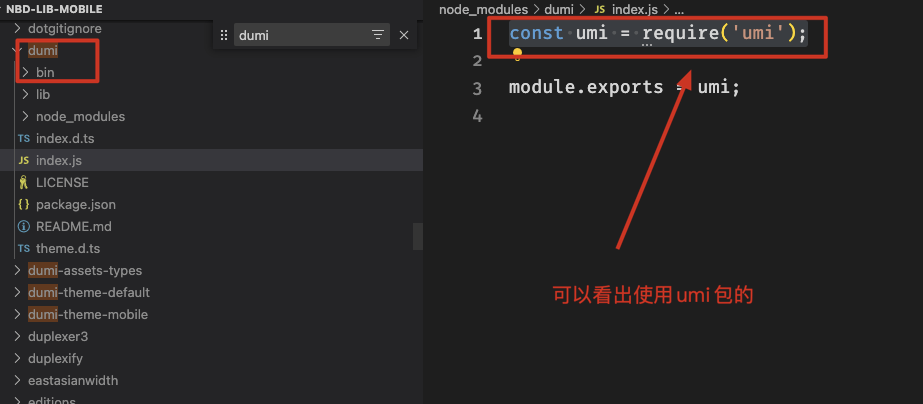 NBD-LIB-MOBILE
dotgitignore
dumi
bin
lib
node_modules
TS index.d.ts
JS index.js
LICENSE
{} package.json
README.md
TS theme.d.ts
dumi-assets-types
dumi-theme-default
dumi-theme-mobile
duplexer3
duplexify
eastasianwidth
editions
dumi
node_modules > dumi > JS index.js > ...
1 const umi = require('umi');
2
3 module.exports = umi;
4
可以看出使用umi包的